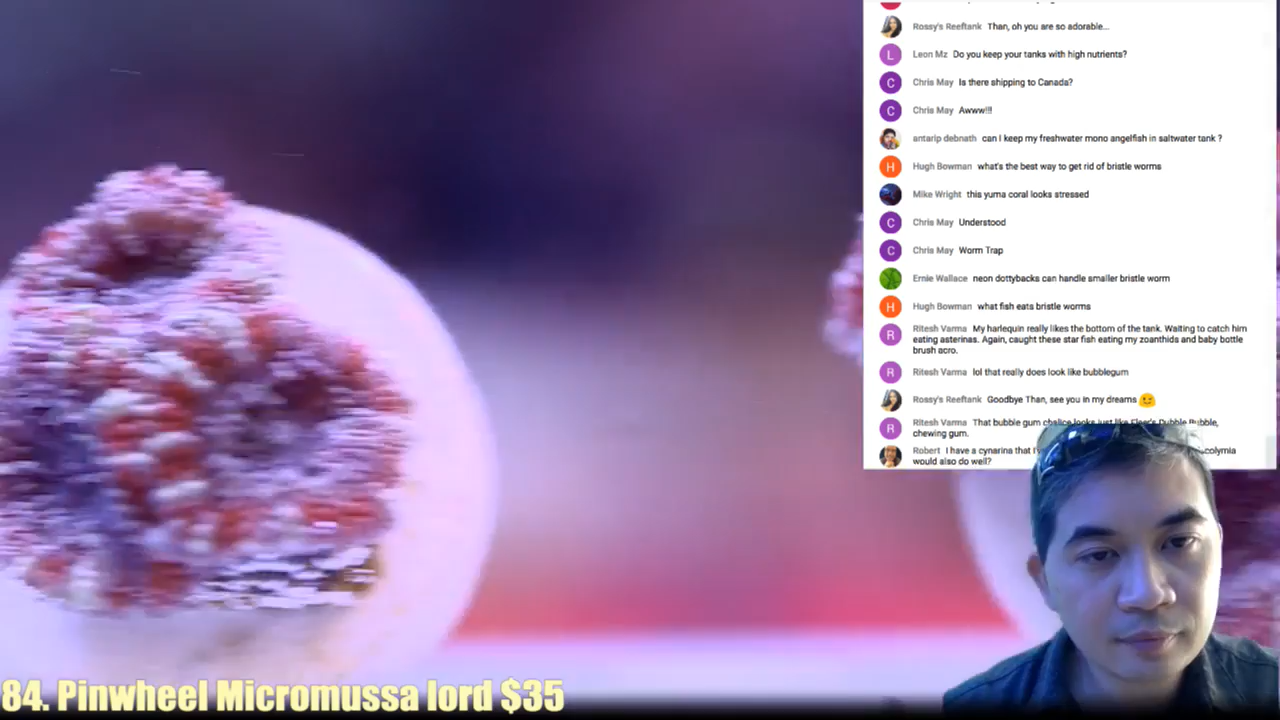 Rossy's Reeftank Than, oh you are so adorable...
L
Leon Mz Do you keep your tanks with high nutrients?
C
Chris May Is there shipping to Canada?
C
Chris May Awww!!!
antarip debnath can I keep my freshwater mono angelfish in saltwater tank ?
H
Hugh Bowman what's the best way to get rid of bristle worms
Mike Wright this yuma coral looks stressed
C
Chris May Understood
C
Chris May Worm Trap
Ernie Wallace neon dottybacks can handle smaller bristle worm
H
Hugh Bowman what fish eats bristle worms
R
Ritesh Varma My harlequin really likes the bottom of the tank. Waiting to catch him
eating asterinas. Again, caught these star fish eating my zoanthids and baby bottle
brush acro.
R
Ritesh Varma lol that really does look like bubblegum
Rossy's Reeftank Goodbye Than, see you in my dreams
R
Ritesh Varma That bubble gum chalice looks just like
chewing gum.
Robert I have a cynarina that
would also do well?
84. Pinwheel Micromussa lord $35